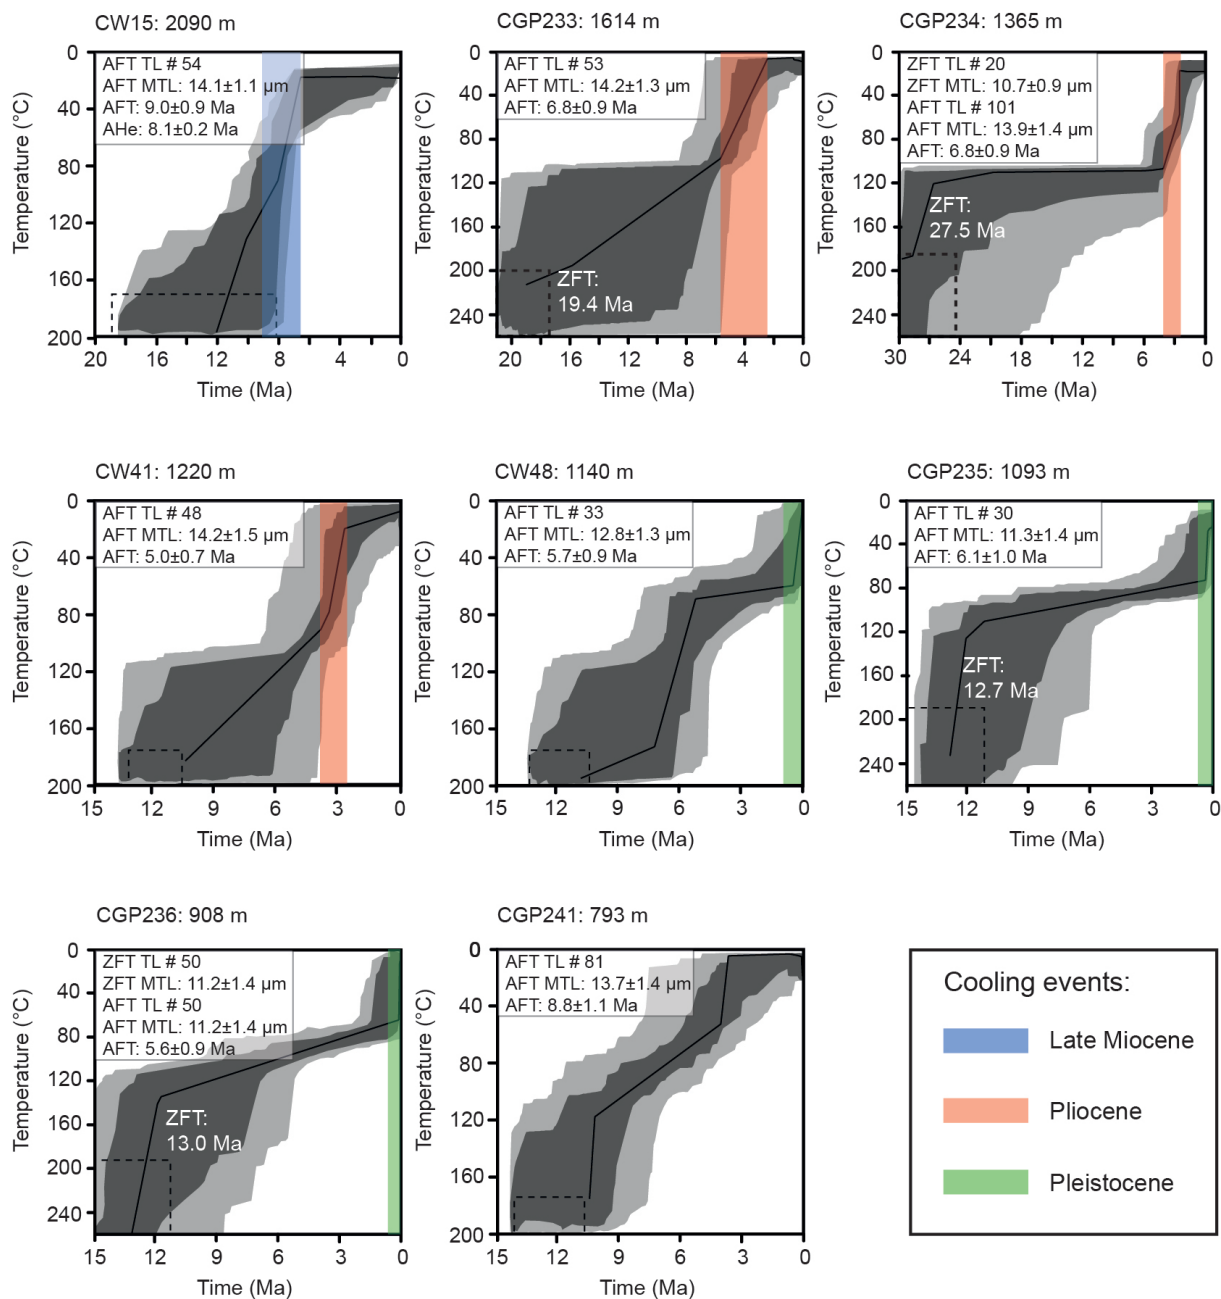 CW15: 2090 m
Temperature (°C)
0
40
80
120
160
200
AFT TL # 54
AFT MTL: 14.1±1.1 µm
AFT: 9.0±0.9 Ma
AHe: 8.1±0.2 Ma
20 16 12 8 4 0
Time (Ma)
CGP233: 1614 m
Temperature (°C)
0
40
80
120
160
200
240
AFT TL # 53
AFT MTL: 14.2±1.3 µm
AFT: 6.8±0.9 Ma
ZFT:
19.4 Ma
20 16 12 8 4 0
Time (Ma)
CGP234: 1365 m
Temperature (°C)
0
40
80
120
160
200
240
ZFT TL # 20
ZFT MTL: 10.7±0.9 µm
AFT TL # 101
AFT MTL: 13.9±1.4 µm
AFT: 6.8±0.9 Ma
ZFT:
27.5 Ma
30 24 18 12 6 0
Time (Ma)
CW41: 1220 m
Temperature (°C)
0
40
80
120
160
200
AFT TL # 48
AFT MTL: 14.2±1.5 µm
AFT: 5.0±0.7 Ma
15 12 9 6 3 0
Time (Ma)
CW48: 1140 m
Temperature (°C)
0
40
80
120
160
200
AFT TL # 33
AFT MTL: 12.8±1.3 µm
AFT: 5.7±0.9 Ma
15 12 9 6 3 0
Time (Ma)
CGP235: 1093 m
Temperature (°C)
0
40
80
120
160
200
240
AFT TL # 30
AFT MTL: 11.3±1.4 µm
AFT: 6.1±1.0 Ma
ZFT:
12.7 Ma
15 12 9 6 3 0
Time (Ma)
CGP236: 908 m
Temperature (°C)
0
40
80
120
160
200
240
ZFT TL # 50
ZFT MTL: 11.2±1.4 µm
AFT TL # 50
AFT MTL: 11.2±1.4 µm
AFT: 5.6±0.9 Ma
ZFT:
13.0 Ma
15 12 9 6 3 0
Time (Ma)
CGP241: 793 m
Temperature (°C)
0
40
80
120
160
200
AFT TL # 81
AFT MTL: 13.7±1.4 µm
AFT: 8.8±1.1 Ma
15 12 9 6 3 0
Time (Ma)
Cooling events:
Late Miocene
Pliocene
Pleistocene